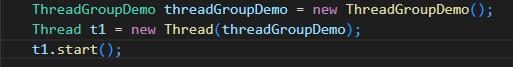 ThreadGroupDemo threadGroupDemo = new ThreadGroupDemo();
Thread t1 = new Thread(threadGroupDemo);
t1.start();